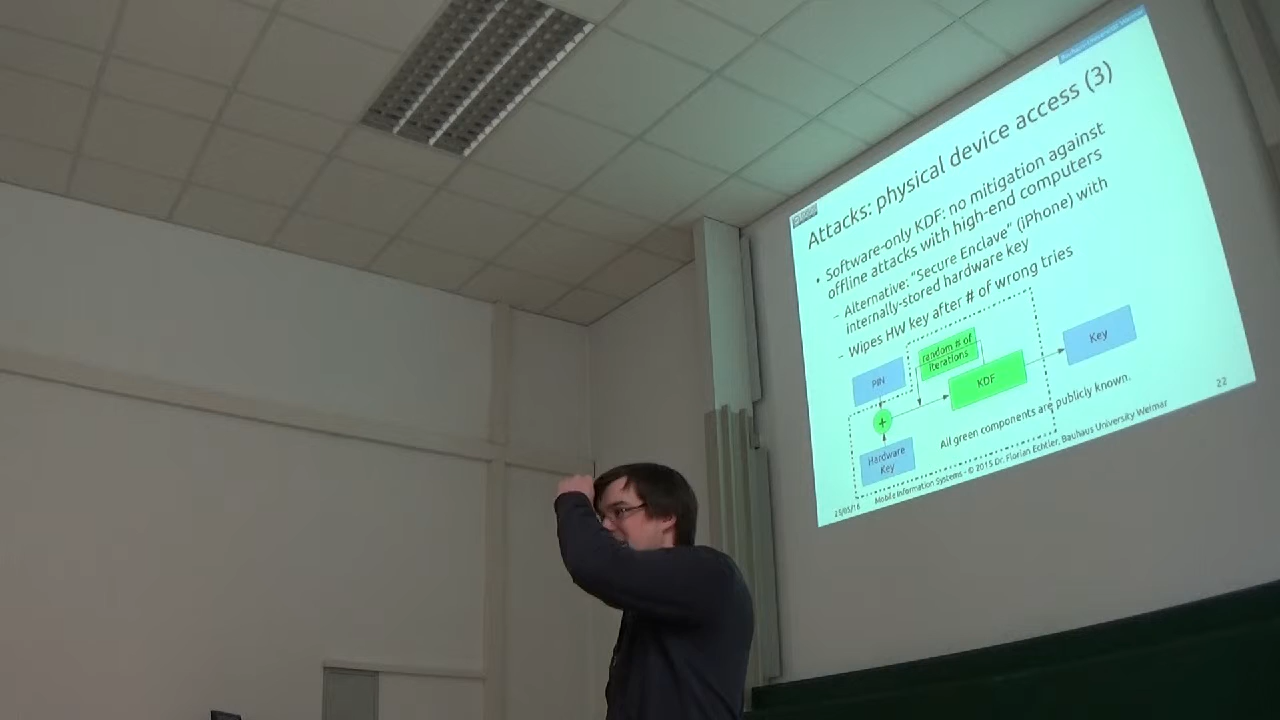 Attacks: physical device access (3)
• Software-only KDF: no mitigation against
offline attacks with high-end computers
– Alternative: "Secure Enclave" (iPhone) with
internally-stored hardware key
– Wipes HW key after # of wrong tries
random # of
iterations
Key
PIN
KDF
+
Hardware
Key
All green components are publicly known.
22
Mobile Information Systems - © 2015 Dr. Florian Echtler, Bauhaus University Weimar